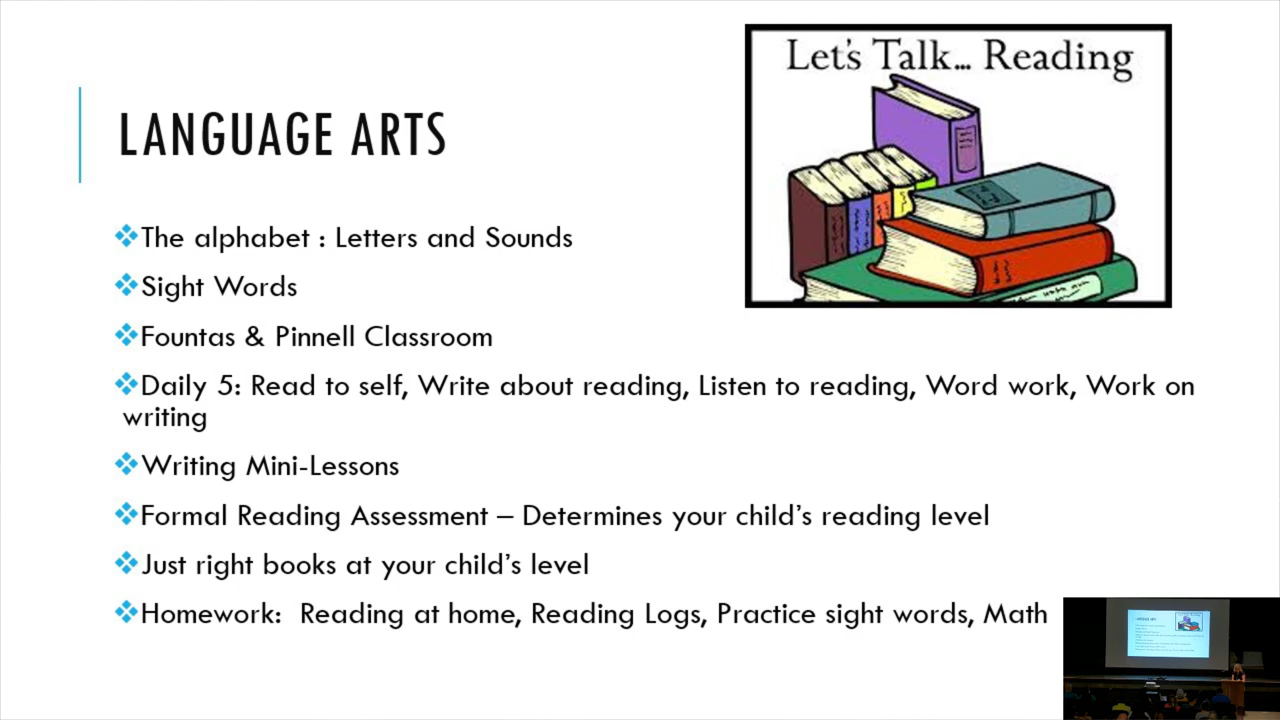 Let's Talk... Reading
LANGUAGE ARTS
The alphabet : Letters and Sounds
Sight Words
Fountas & Pinnell Classroom
Daily 5: Read to self, Write about reading, Listen to reading, Word work, Work on
writing
Writing Mini-Lessons
Formal Reading Assessment – Determines your child's reading level
Just right books at your child's level
Homework:  Reading at home, Reading Logs, Practice sight words, Math